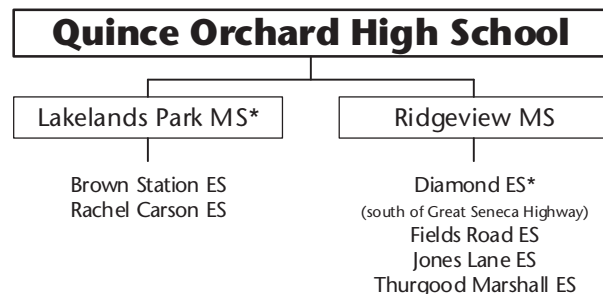 Quince Orchard High School
Lakelands Park MS*
Brown Station ES
Rachel Carson ES
Ridgeview MS
Diamond ES*
(south of Great Seneca Highway)
Fields Road ES
Jones Lane ES
Thurgood Marshall ES